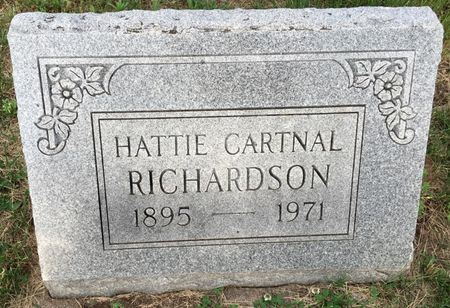 HATTIE CARTNAL
RICHARDSON
1895 — 1971